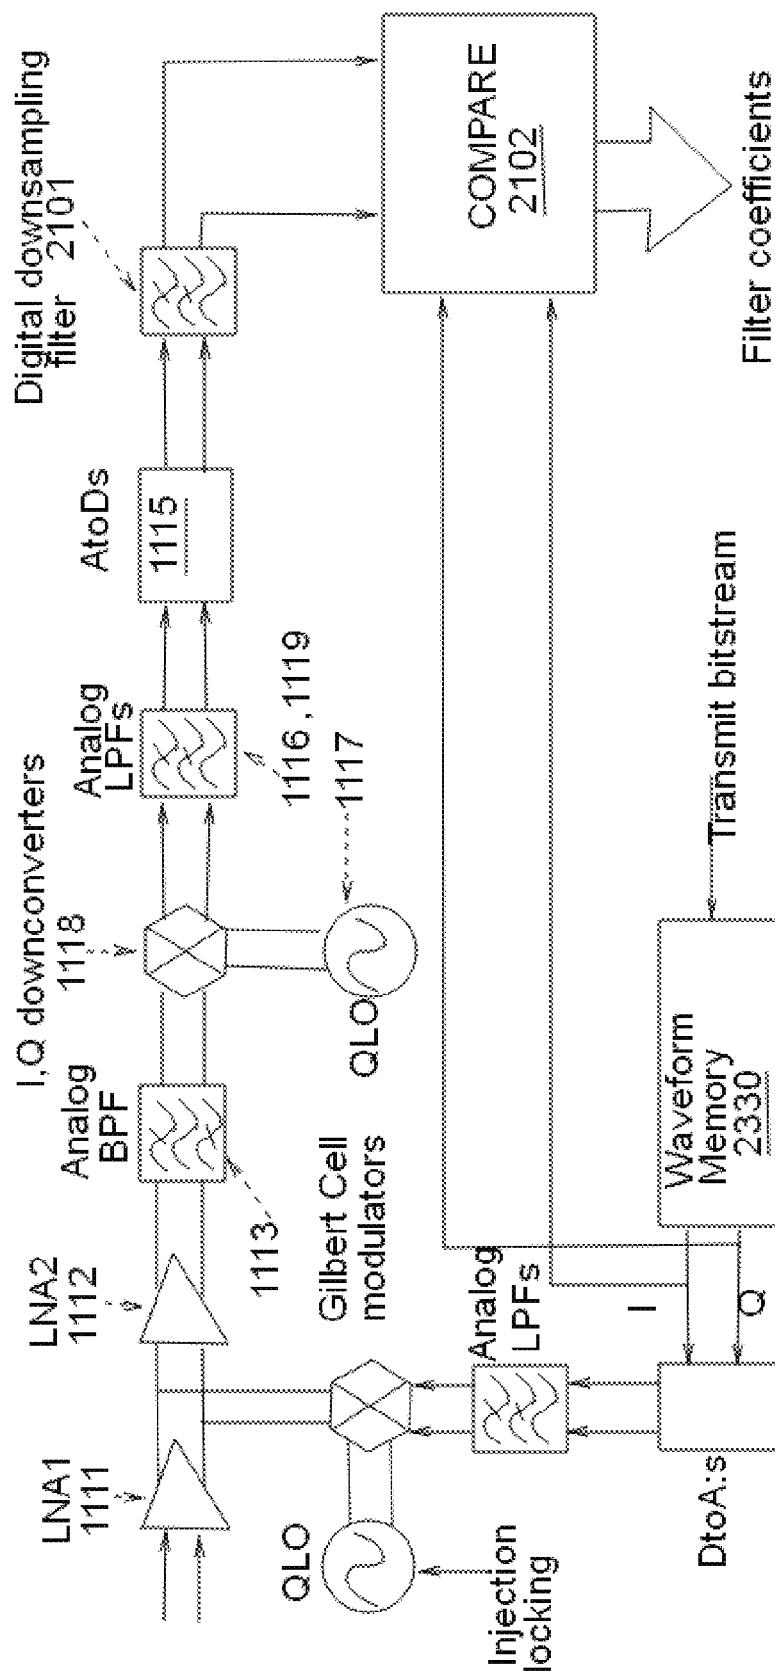 LNA1
1111
LNA2
1112
Analog
BPF
1113
I,Q downconverters
1118
Analog
LPFs
1116 ,1119
1117
QLO
AtoDs
1115
Digital downsampling
filter 2101
COMPARE
2102
Filter coefficients
Gilbert Cell
modulators
QLO
Injection
locking
Analog
LPFs
DtoA:s
I
Q
Waveform
Memory
2330
Transmit bitstream